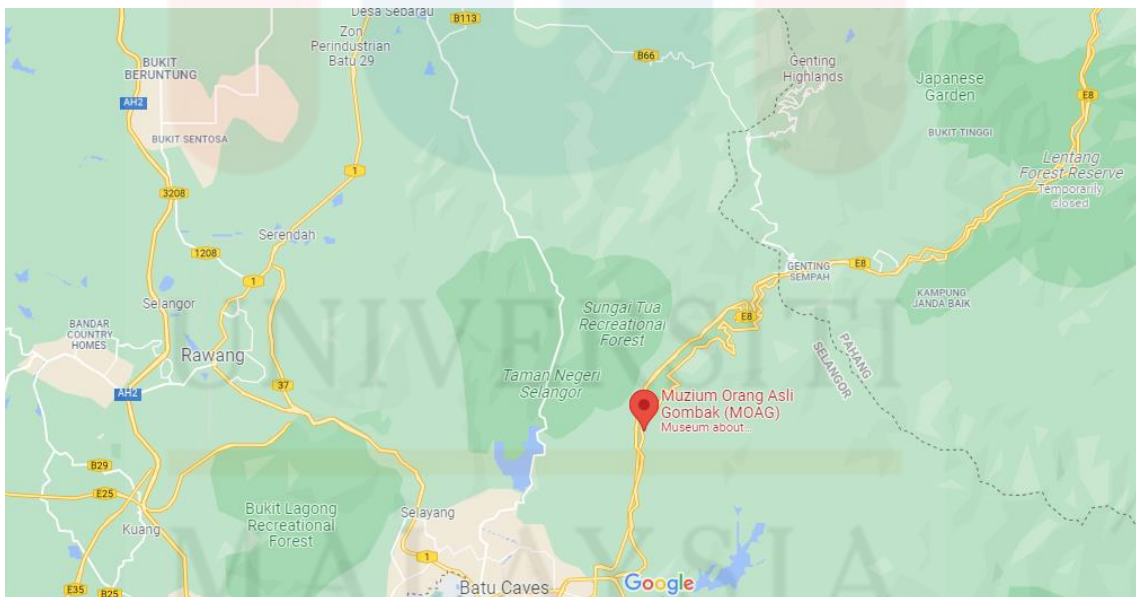 Desa Sebarau
B113
Zon
Perindustrian
Batu 29
B66
BUKIT
BERUNTUNG
Genting
Highlands
Japanese
Garden
E8
AH2
BUKIT SENTOSA
BUKIT TINGGI
1
Lentang
Forest Reserve
Temporarily
closed
3208
Serendah
1208
1
GENTING
SEMPAH
E8
Selangor
KAMPUNG
JANDA BAIK
Sungai Tua
Recreational
Forest
E8
BANDAR
COUNTRY
HOMES
Rawang
PAHANG
SELANGOR
UNIVERSITI
Taman Negeri
Selangor
37
AH2
Muzium Orang Asli
Gombak (MOAG)
Museum about...
B29
E25
Bukit Lagong
Recreational
Forest
Selayang
Kuang
MALAYSIA
1
E35
B25
Batu Caves
Google